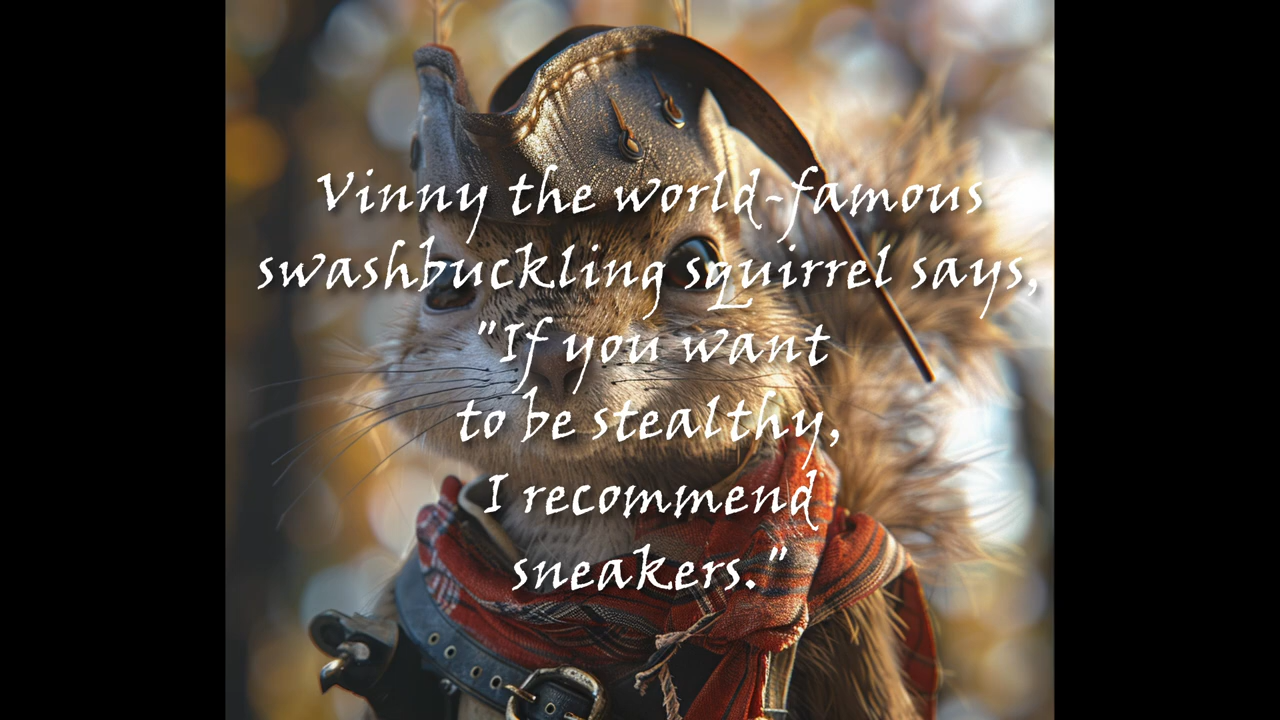 Vinny the world-famous
swashbuckling squirrel says,
"If you want
to be stealthy,
I recommend
sneakers."